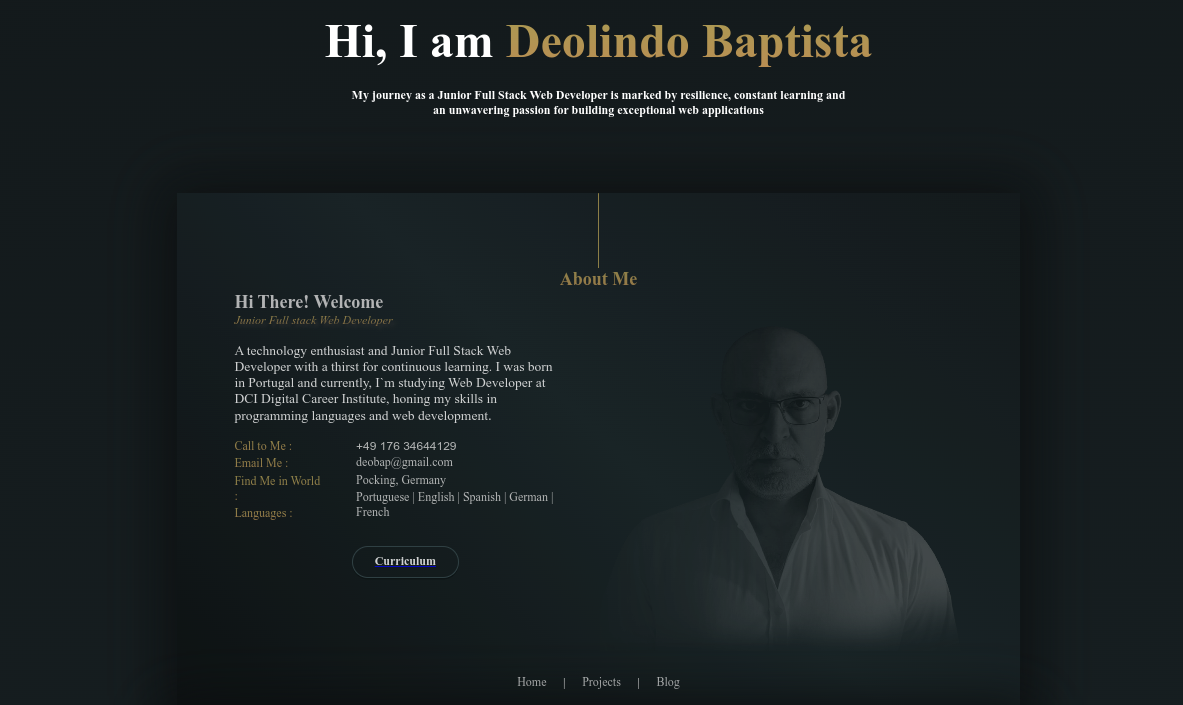 Hi, I am Deolindo Baptista
My journey as a Junior Full Stack Web Developer is marked by resilience, constant learning and
an unwavering passion for building exceptional web applications
About Me
Hi There! Welcome
Junior Full stack Web Developer
A technology enthusiast and Junior Full Stack Web
Developer with a thirst for continuous learning. I was born
in Portugal and currently, I`m studying Web Developer at
DCI Digital Career Institute, honing my skills in
programming languages and web development.
Call to Me : +49 176 34644129
Email Me : deobap@gmail.com
Find Me in World Pocking, Germany
: Portuguese | English | Spanish | German |
Languages : French
Curriculum
Home | Projects | Blog